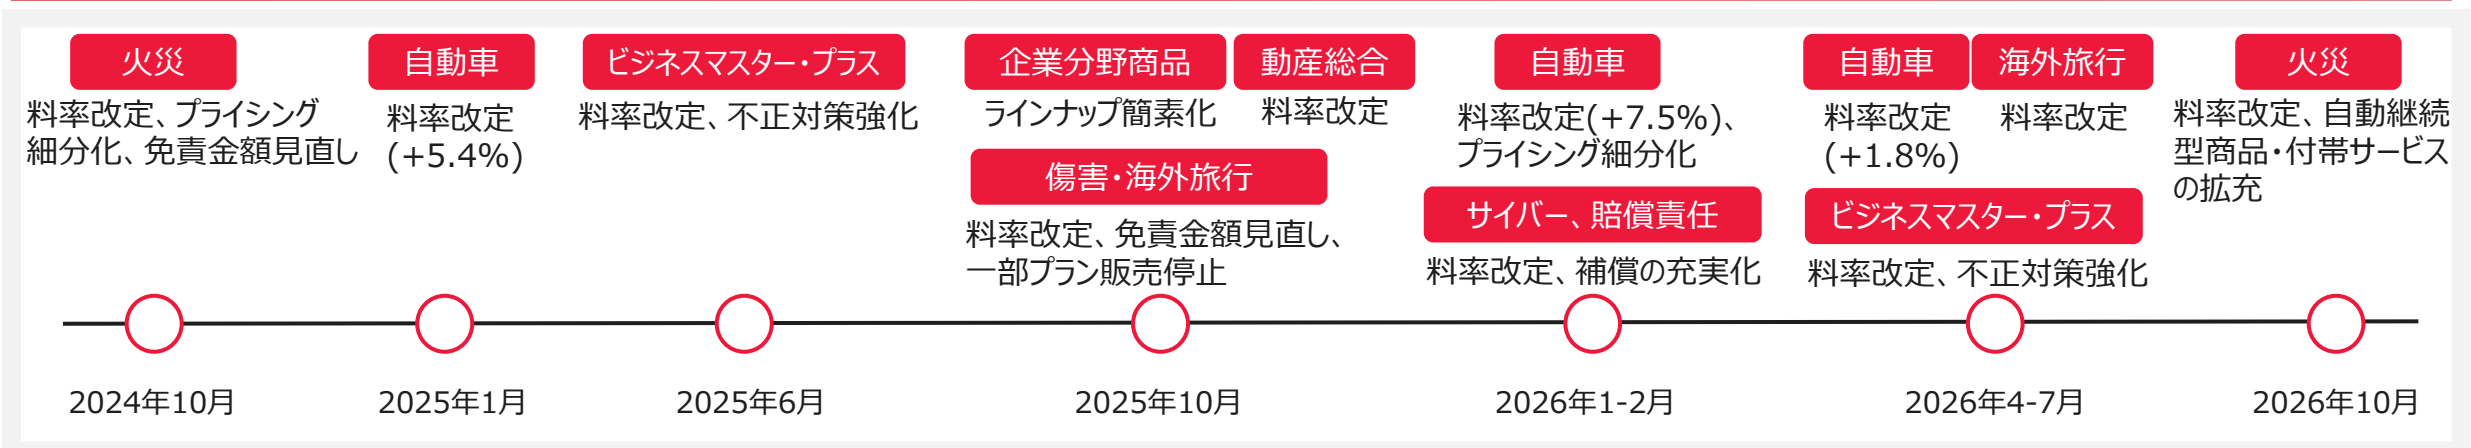 火災
料率改定、プライシング
細分化、免責金額見直し
2024年10月
自動車
料率改定
(+5.4%)
2025年1月
ビジネスマスター・プラス
料率改定、不正対策強化
2025年6月
企業分野商品
ラインナップ簡素化
動産総合
料率改定
傷害・海外旅行
料率改定、免責金額見直し、
一部プラン販売停止
2025年10月
自動車
料率改定(+7.5%)、
プライシング細分化
サイバー、賠償責任
料率改定、補償の充実化
2026年1-2月
自動車
料率改定
(+1.8%)
海外旅行
料率改定
ビジネスマスター・プラス
料率改定、不正対策強化
2026年4-7月
火災
料率改定、自動継続
型商品・付帯サービス
の拡充
2026年10月